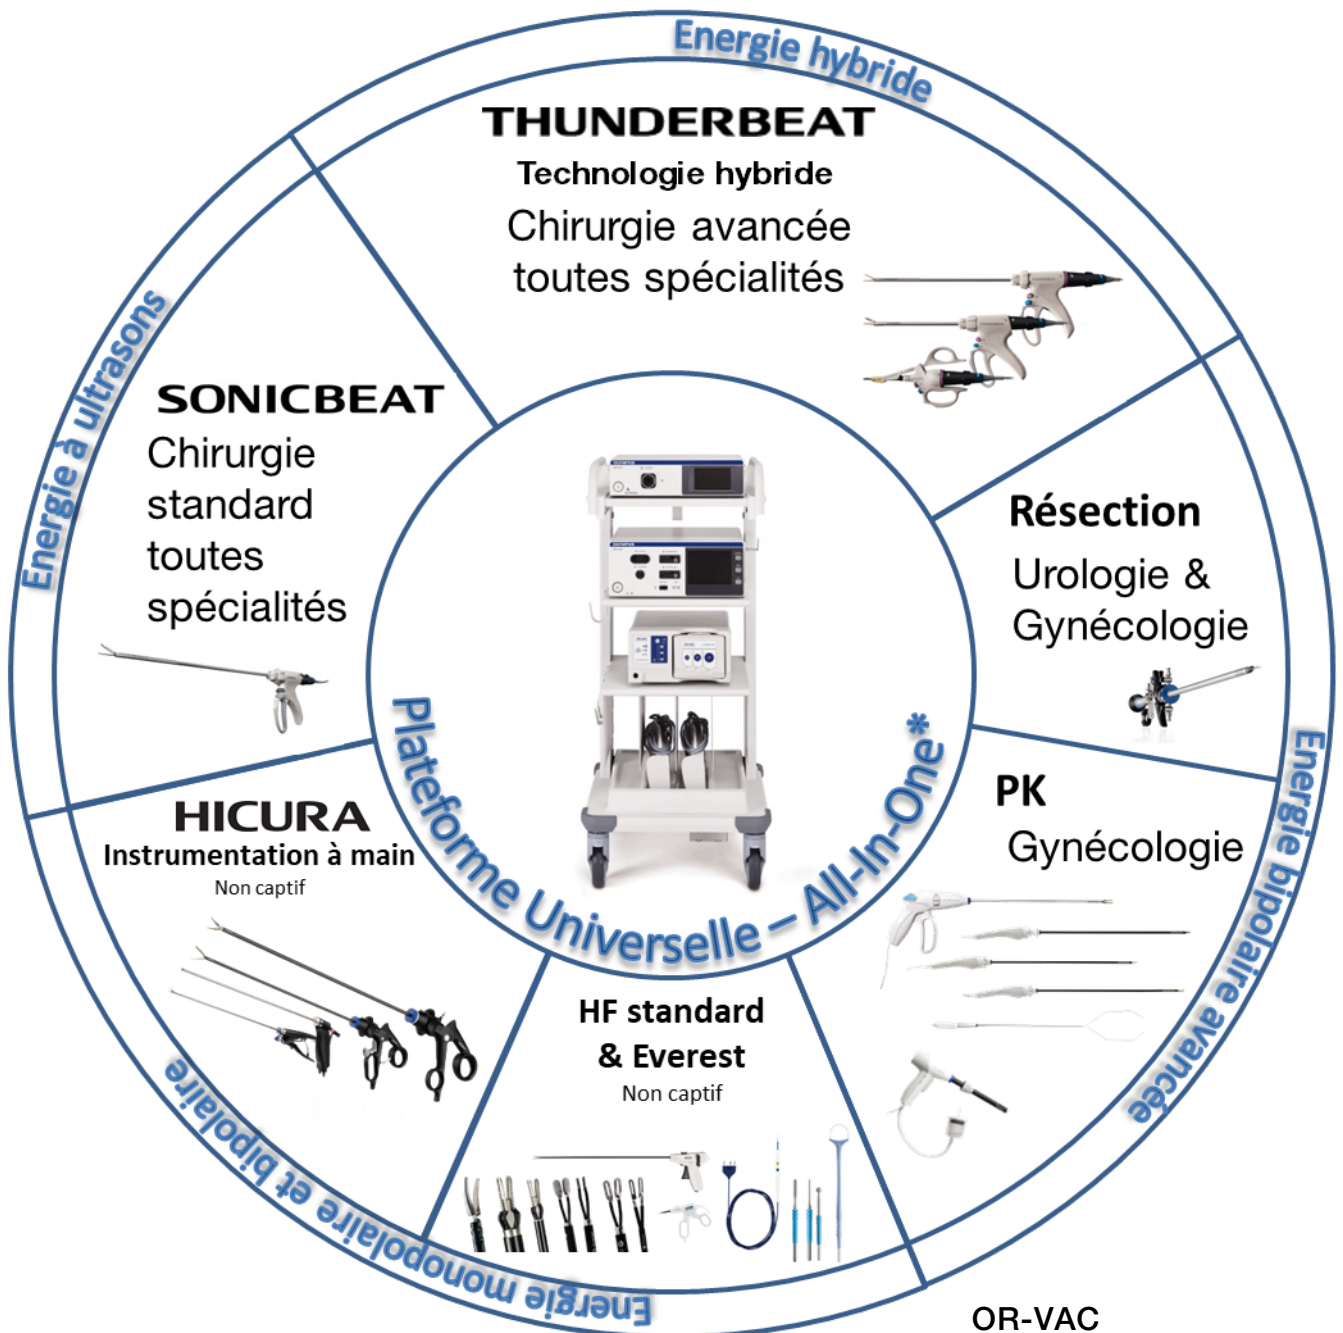 Energie hybride
THUNDERBEAT
Technologie hybride
Chirurgie avancée
toutes spécialités
Energie à ultrasons
SONICBEAT
Chirurgie
standard
toutes
spécialités
Résection
Urologie &
Gynécologie
PK
Gynécologie
Energie bipolaire avancée
HICURA
Instrumentation à main
Non captif
HF standard
& Everest
Non captif
Energie monopolaire et bipolaire
Plateforme Universelle – All-In-One*
OR-VAC